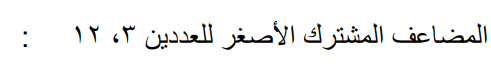 المضاعف المشترك الأصغر للعددين ٣، ١٢ :